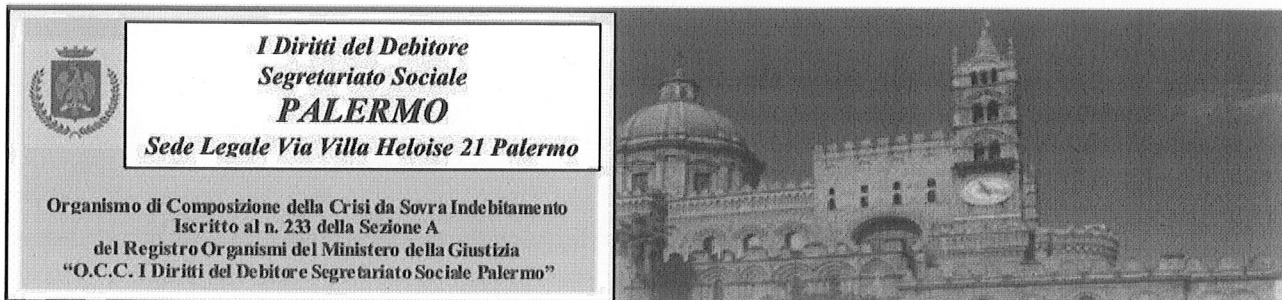 I Diritti del Debitore
Segretariato Sociale
PALERMO
Sede Legale Via Villa Heloise 21 Palermo
Organismo di Composizione della Crisi da Sovra Indebitamento
Iscritto al n. 233 della Sezione A
del Registro Organismi del Ministero della Giustizia
“O.C.C. I Diritti del Debitore Segretariato Sociale Palermo”